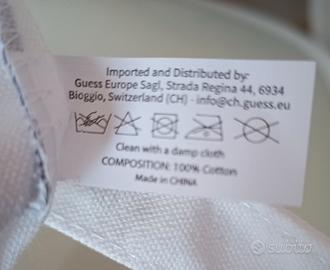 Imported and Distributed by:
Guess Europe Sagl, Strada Regina 44, 6934
Bioggio, Switzerland (CH) - info@ch.guess.eu
Clean with a damp cloth
COMPOSITION: 100% Cotton
Made in CHINA
subito